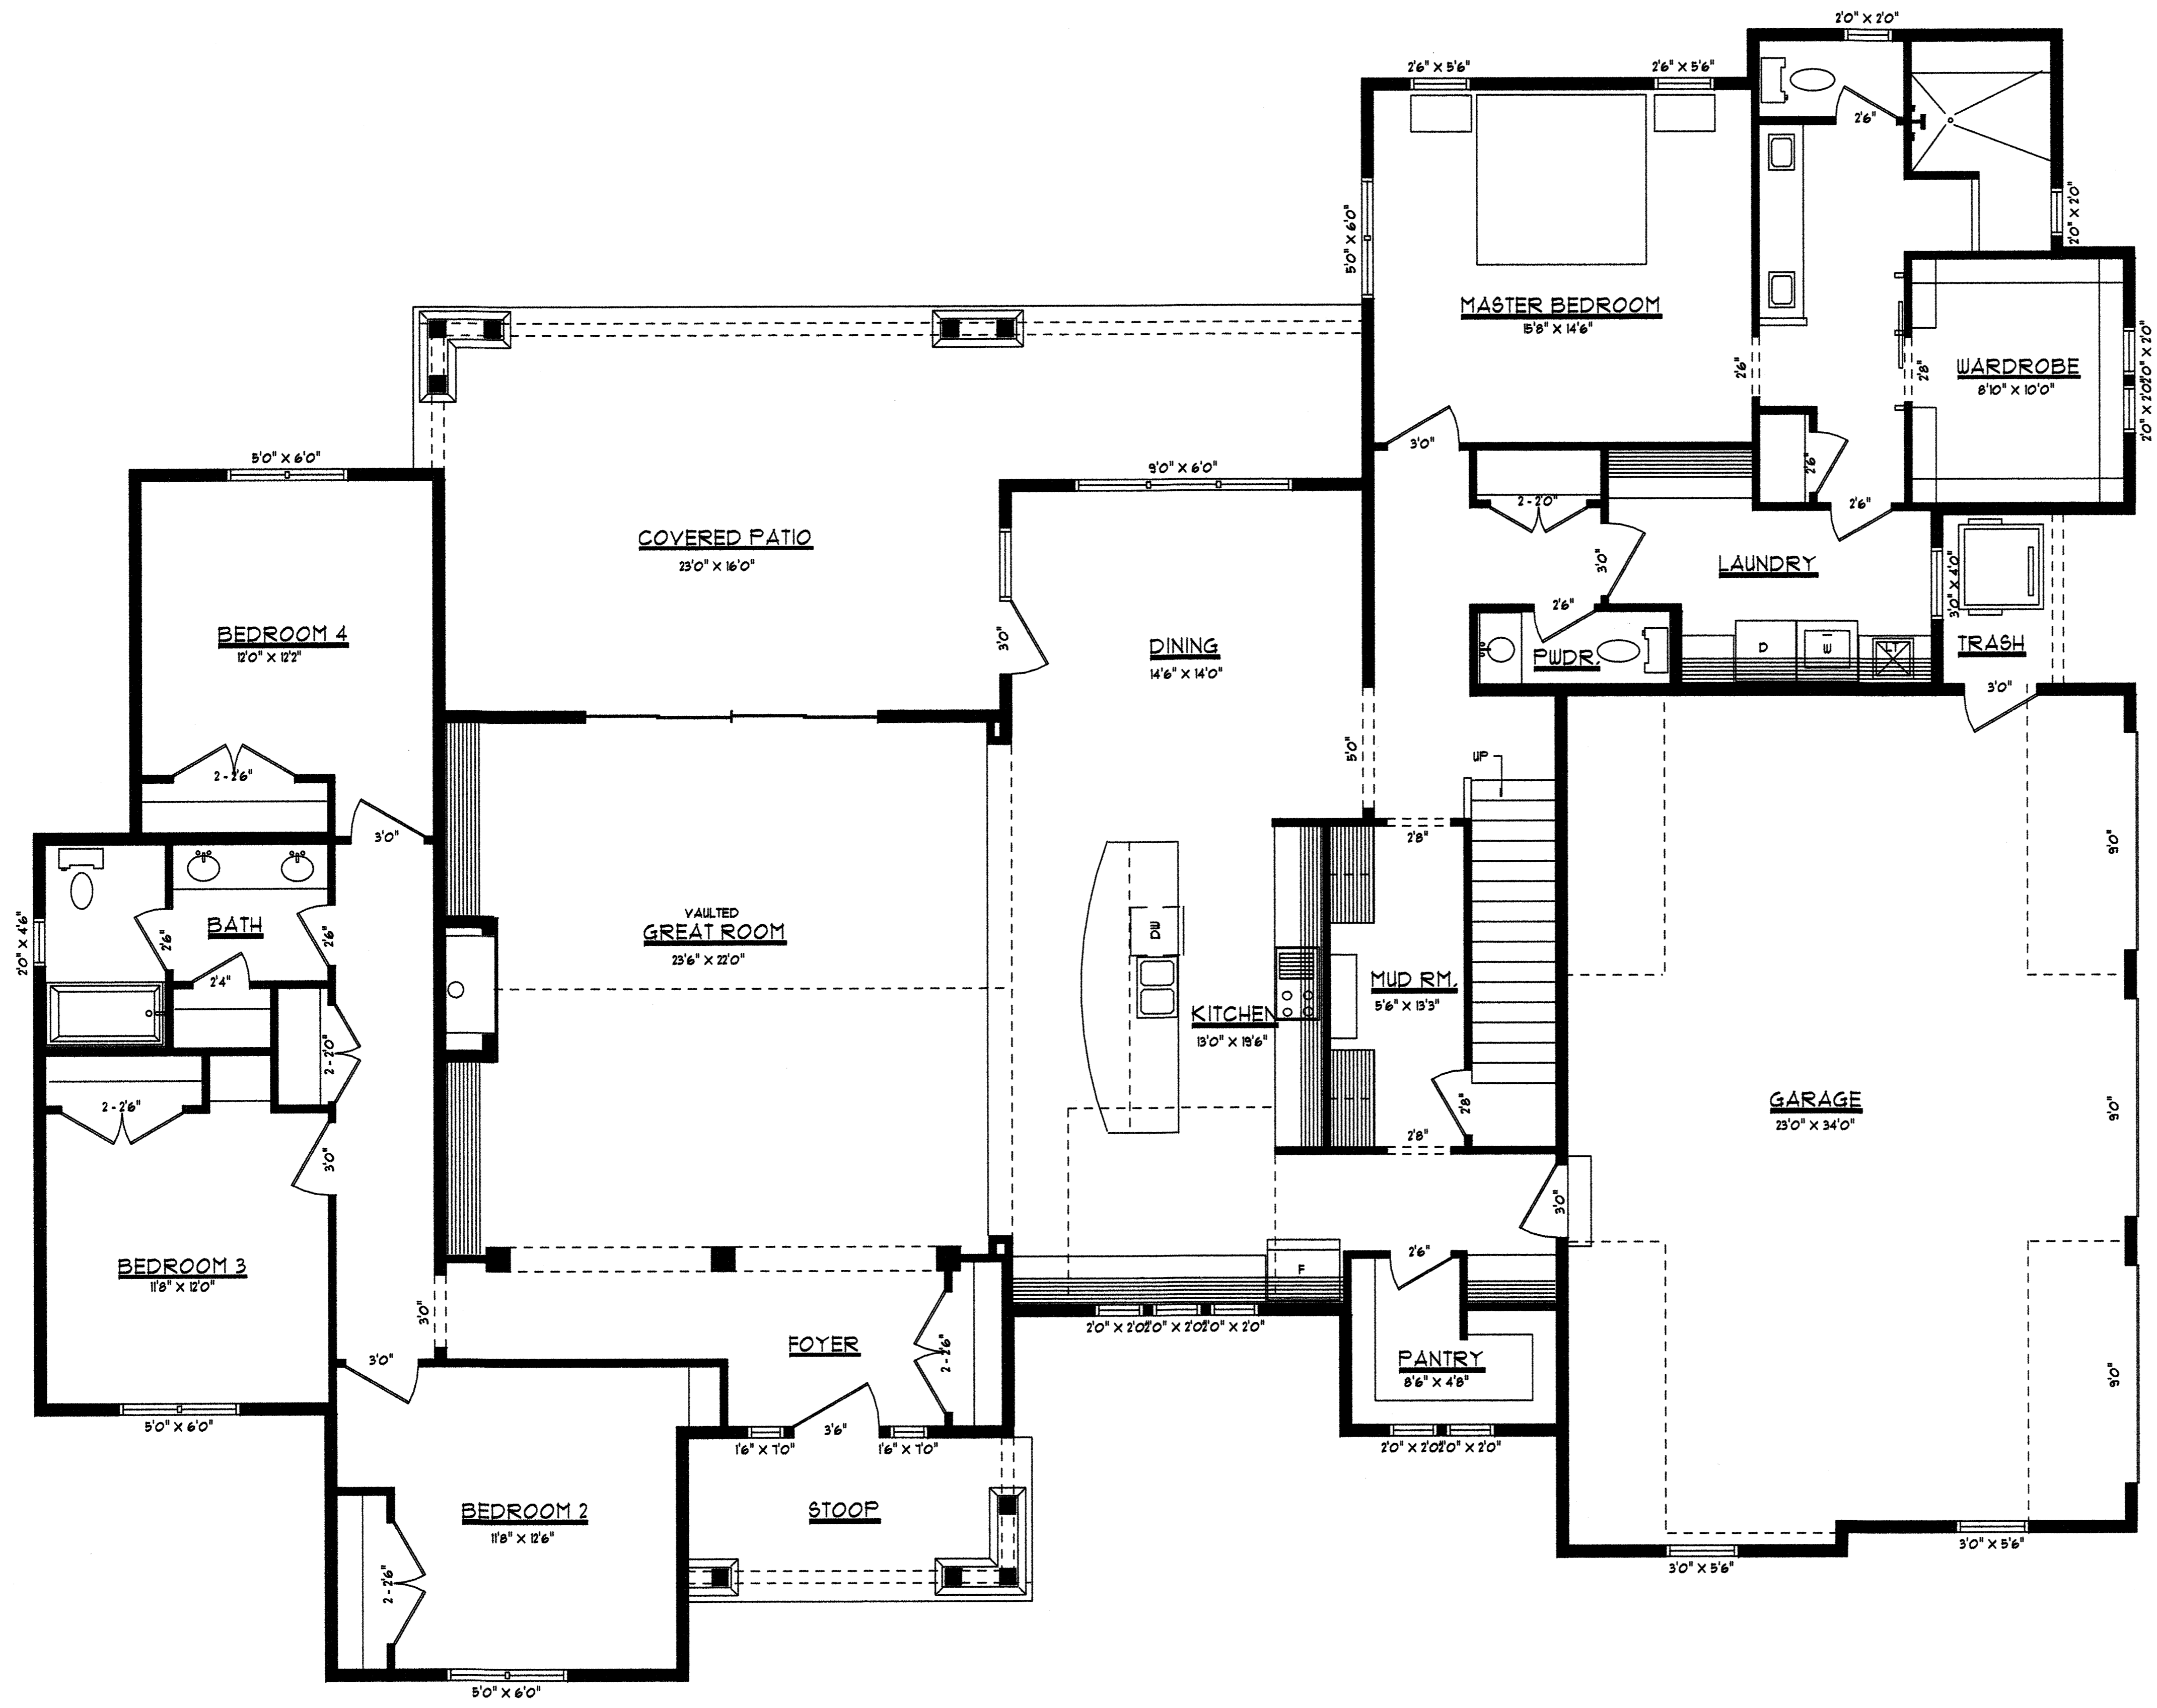 2'0" X 2'0"
2'6" X 5'6"
2'6" X 5'6"
2'6"
5'0" X 6'0"
2'0" X 2'0"
MASTER BEDROOM
15'8" X 14'6"
2'6"
2'8"
WARDROBE
8'10" X 10'0"
2'0" X 2'0"
2'0" X 2'0"
3'0"
2'6"
5'0" X 6'0"
9'0" X 6'0"
2 - 2'0"
2'6"
COVERED PATIO
23'0" X 16'0"
3'0"
LAUNDRY
3'0" X 4'0"
2'6"
BEDROOM 4
12'0" X 12'2"
3'0"
DINING
14'6" X 14'0"
PWDR.
D
W
LT
TRASH
3'0"
2 - 2'6"
5'0"
UP
3'0"
2'8"
9'0"
2'0" X 4'6"
BATH
2'6"
2'6"
2'4"
VAULTED
GREAT ROOM
23'6" X 22'0"
DW
KITCHEN
13'0" X 19'6"
MUD RM.
5'6" X 13'3"
2 - 2'0"
2 - 2'6"
2'8"
2'8"
GARAGE
23'0" X 34'0"
9'0"
3'0"
3'0"
BEDROOM 3
11'8" X 12'0"
2'6"
F
3'0"
2'0" X 2'0"
2'0" X 2'0"
2'0" X 2'0"
FOYER
2 - 2'6"
3'0"
PANTRY
8'6" X 4'8"
9'0"
5'0" X 6'0"
1'6" X 7'0"
3'6"
1'6" X 7'0"
2'0" X 2'0"
2'0" X 2'0"
BEDROOM 2
11'8" X 12'6"
STOOP
2 - 2'6"
3'0" X 5'6"
3'0" X 5'6"
5'0" X 6'0"